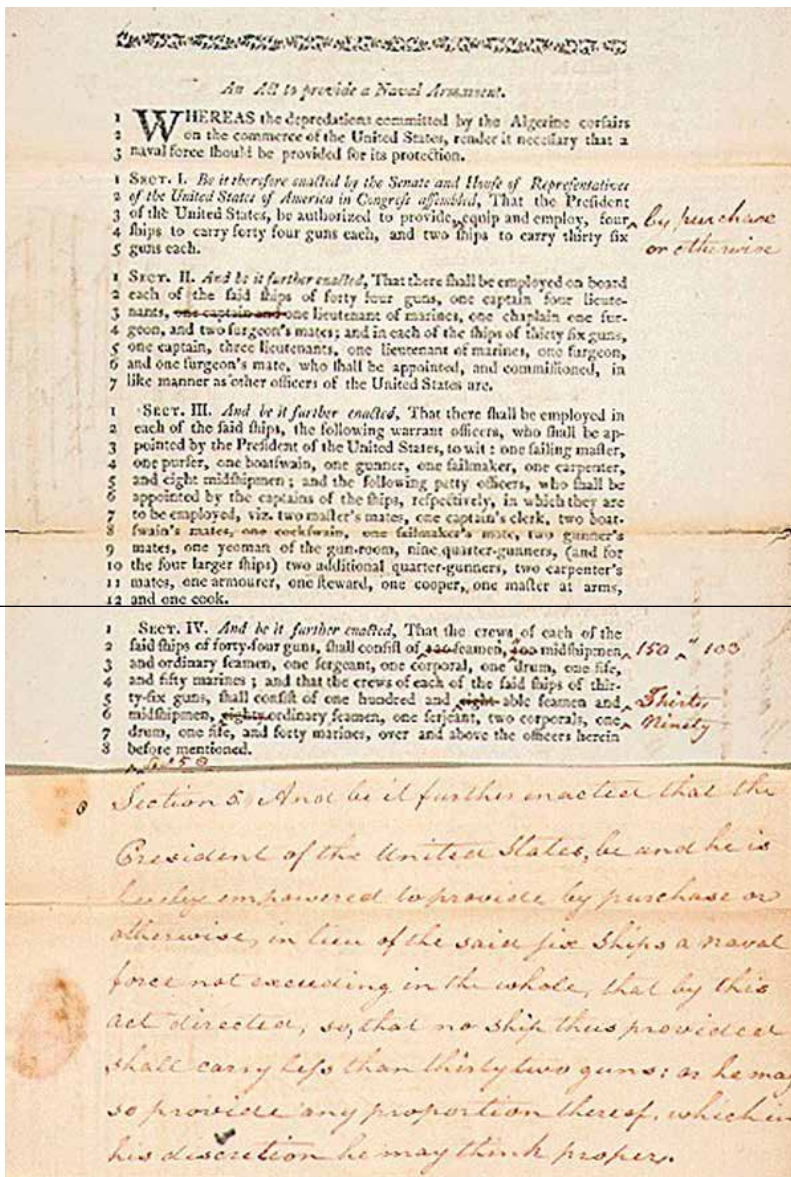 An Act to provide a Naval Armament.
1 WHEREAS the depredations committed by the Algerine corsairs
2 on the commerce of the United States, render it necessary that a
3 naval force should be provided for its protection.
1 SECT. I. Be it therefore enacted by the Senate and House of Representatives
2 of the United States of America in Congress assembled, That the President
3 of the United States, be authorized to provide, equip and employ, four ‸ by purchase
4 ships to carry forty four guns each, and two ships to carry thirty six or otherwise
5 guns each.
1 SECT. II. And be it further enacted, That there shall be employed on board
2 each of the said ships of forty four guns, one captain four lieute-
3 nants, one captain and one lieutenant of marines, one chaplain one sur-
4 geon, and two surgeon's mates; and in each of the ships of thirty six guns,
5 one captain, three lieutenants, one lieutenant of marines, one surgeon,
6 and one surgeon's mate, who shall be appointed, and commissioned, in
7 like manner as other officers of the United States are.
1 SECT. III. And be it further enacted, That there shall be employed in
2 each of the said ships, the following warrant officers, who shall be ap-
3 pointed by the President of the United States, to wit: one sailing master,
4 one purser, one boatswain, one gunner, one sailmaker, one carpenter,
5 and eight midshipmen; and the following petty officers, who shall be
6 appointed by the captains of the ships, respectively, in which they are
7 to be employed, viz. two master's mates, one captain's clerk, two boat-
8 swain's mates, one cockswain, one sailmaker's mate, two gunner's
9 mates, one yeoman of the gun-room, nine quarter-gunners, (and for
10 the four larger ships) two additional quarter-gunners, two carpenter's
11 mates, one armourer, one steward, one cooper, one master at arms,
12 and one cook.
1 SECT. IV. And be it further enacted, That the crews of each of the
2 said ships of forty-four guns, shall consist of seamen, midshipmen ‸ 150 ‸" 103
3 and ordinary seamen, one sergeant, one corporal, one drum, one fife,
4 and fifty marines; and that the crews of each of the said ships of thir-
5 ty-six guns, shall consist of one hundred and eight able seamen and ‸ Thirty
6 midshipmen, eighty ordinary seamen, one serjeant, two corporals, one ‸ Ninety
7 drum, one fife, and forty marines, over and above the officers herein
8 before mentioned.
Section 5 And be it further enacted that the
President of the United States, be and he is
hereby empowered to provide by purchase or
otherwise, in lieu of the said six Ships a naval
force not exceeding in the whole, that by this
act directed, so, that no ship thus provided
shall carry less than thirty two guns: or he may
so provide any proportion thereof, which in
his discretion he may think proper.